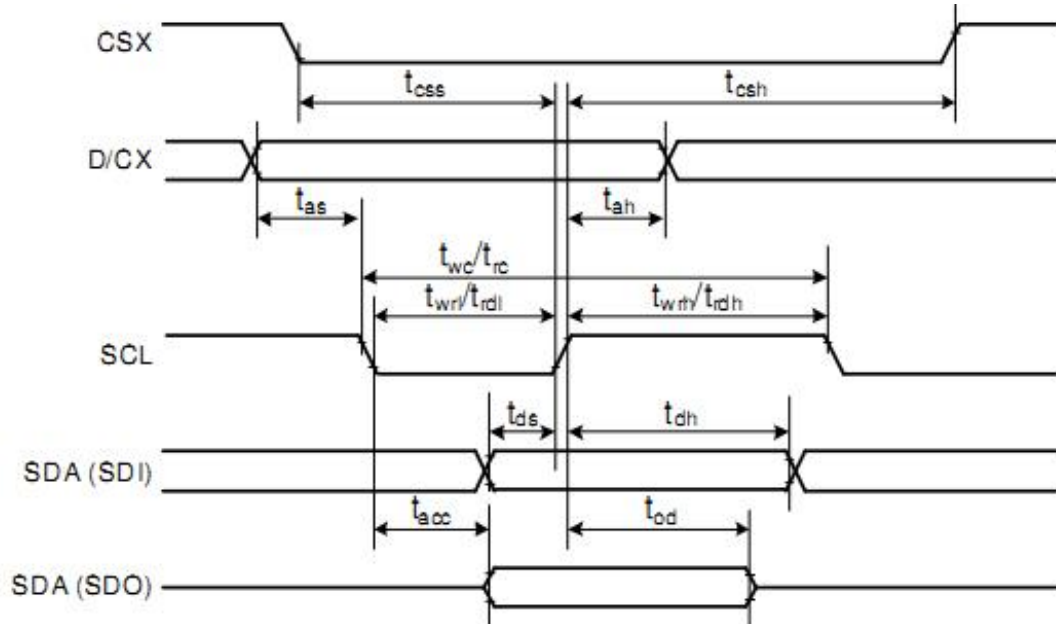 CSX
tcss
tcsh
D/CX
tas
tah
twc/trc
twrl/trdl
twrh/trdh
SCL
tds
tdh
SDA (SDI)
tacc
tod
SDA (SDO)